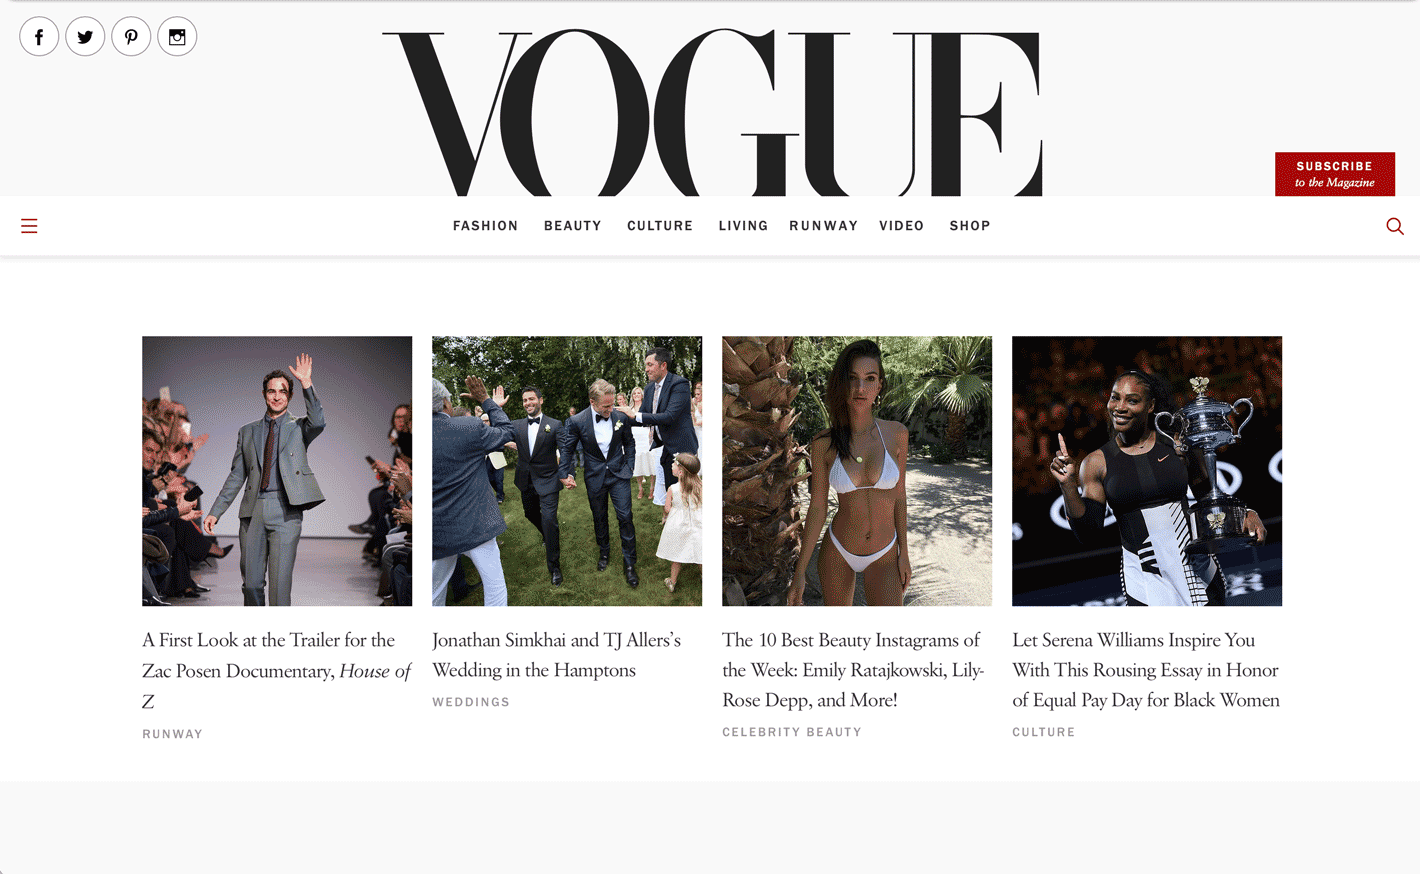 VOGUE
SUBSCRIBE
to the Magazine
FASHION BEAUTY CULTURE LIVING RUNWAY VIDEO SHOP
A First Look at the Trailer for the
Zac Posen Documentary, House of
Z
RUNWAY
Jonathan Simkhai and TJ Allers's
Wedding in the Hamptons
WEDDINGS
The 10 Best Beauty Instagrams of
the Week: Emily Ratajkowski, Lily-
Rose Depp, and More!
CELEBRITY BEAUTY
Let Serena Williams Inspire You
With This Rousing Essay in Honor
of Equal Pay Day for Black Women
CULTURE